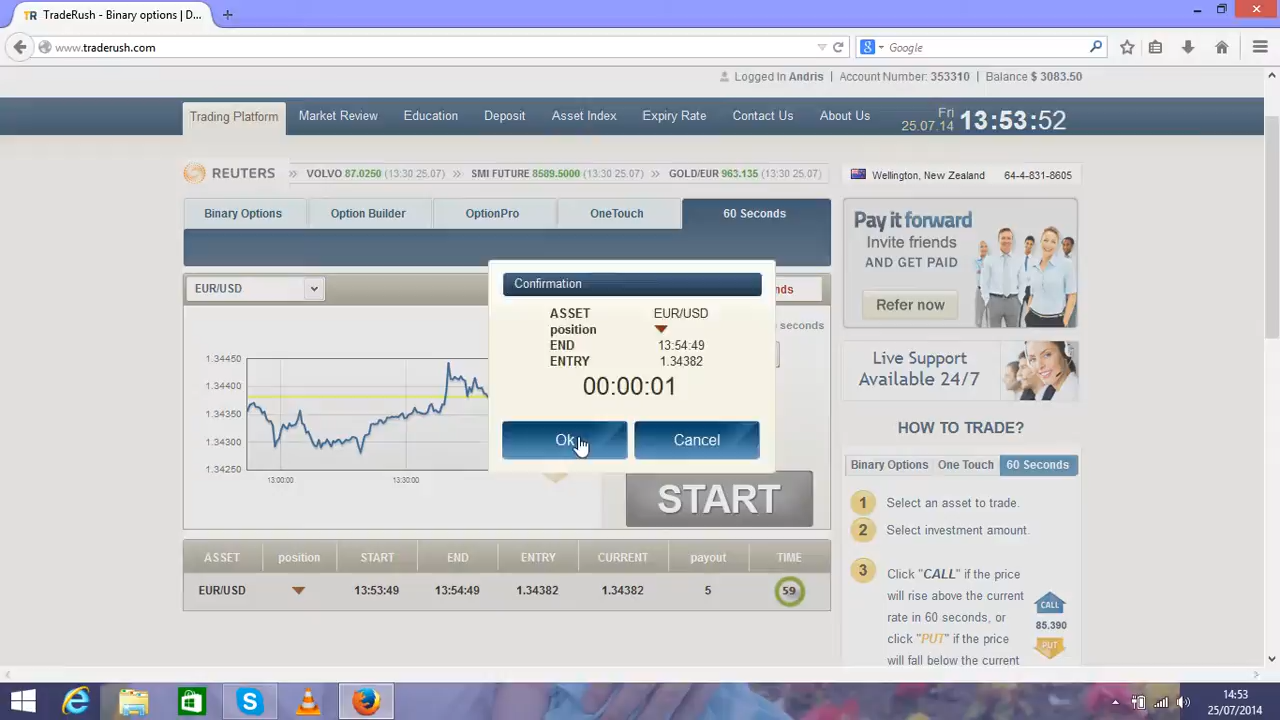 TradeRush - Binary options | D...
www.traderush.com
Google
Logged In Andris | Account Number: 353310 | Balance $ 3083.50
Trading Platform Market Review Education Deposit Asset Index Expiry Rate Contact Us About Us
Fri
25.07.14 13:53:52
REUTERS VOLVO 87.0250 (13:30 25.07) SMI FUTURE 8589.5000 (13:30 25.07) GOLD/EUR 963.135 (13:30 25.07)
Wellington, New Zealand 64-4-831-8605
Binary Options Option Builder OptionPro OneTouch 60 Seconds
Pay it forward
Invite friends
AND GET PAID
Refer now
EUR/USD
nds
seconds
Confirmation
ASSET EUR/USD
position
END 13:54:49
ENTRY 1.34382
00:00:01
Ok Cancel
1.34450
1.34400
1.34350
1.34300
1.34250
13:00:00 13:30:00
START
Live Support
Available 24/7
HOW TO TRADE?
Binary Options One Touch 60 Seconds
1 Select an asset to trade.
2 Select investment amount.
3 Click "CALL" if the price
will rise above the current
rate in 60 seconds, or
click "PUT" if the price
will fall below the current
CALL
85.390
PUT
ASSET position START END ENTRY CURRENT payout TIME
EUR/USD 13:53:49 13:54:49 1.34382 1.34382 5 59
14:53
25/07/2014